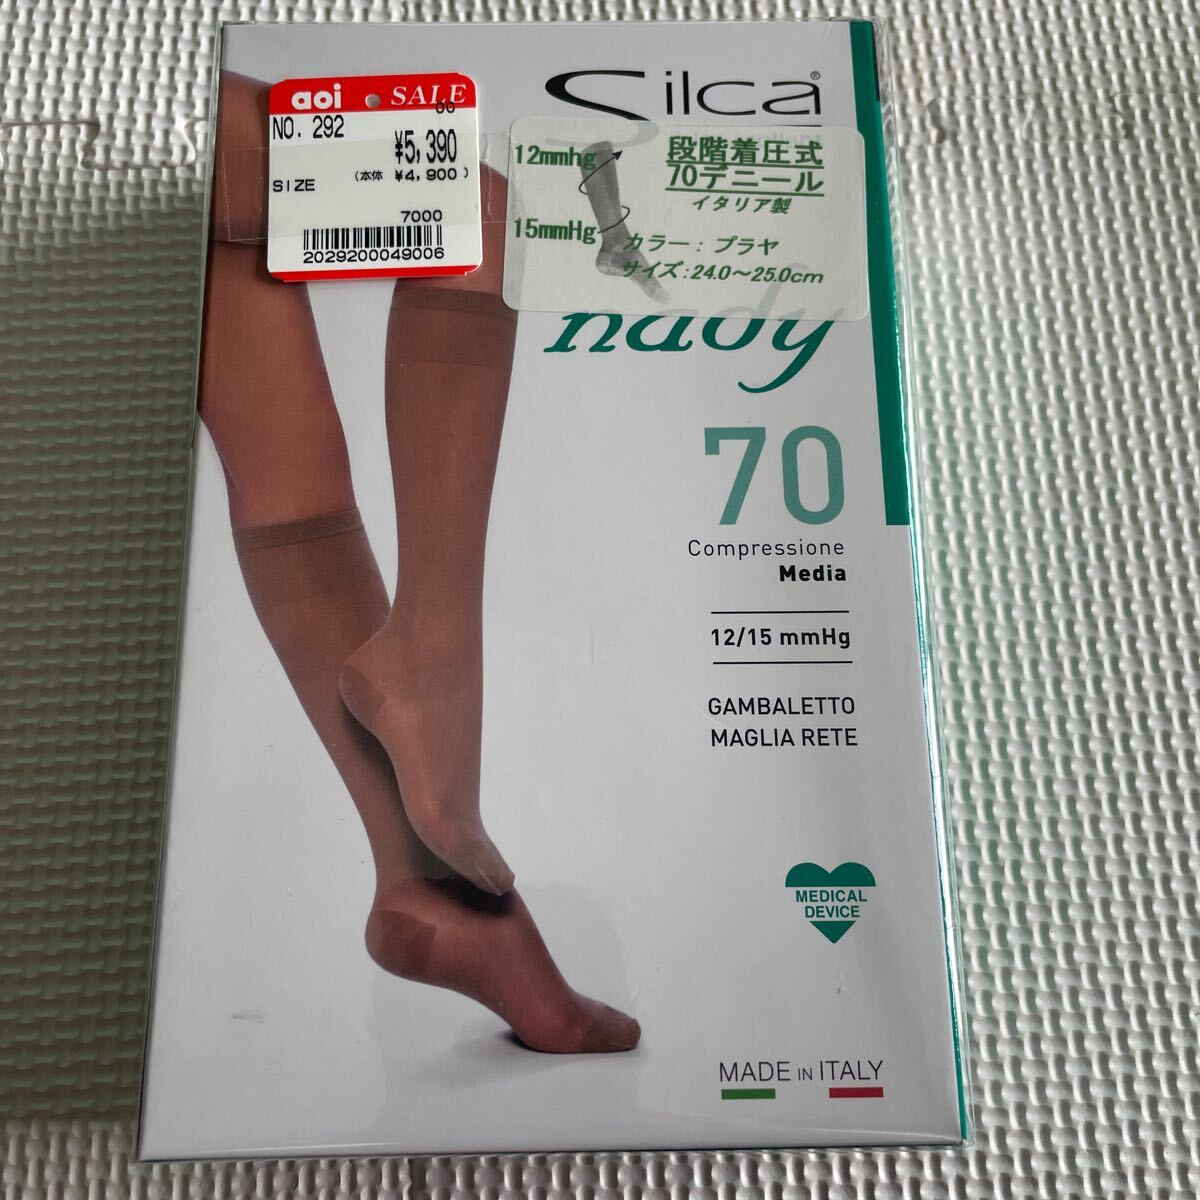 aoi SALE
NO. 292
00
¥5,390
(本体 ¥4,900)
SIZE
7000
2029200049006
Silca®
12mmhg
15mmHg
段階着圧式
70デニール
イタリア製
カラー: プラヤ
サイズ:24.0～25.0cm
nady
70
Compressione
Media
12/15 mmHg
GAMBALETTO
MAGLIA RETE
MEDICAL
DEVICE
MADE IN ITALY